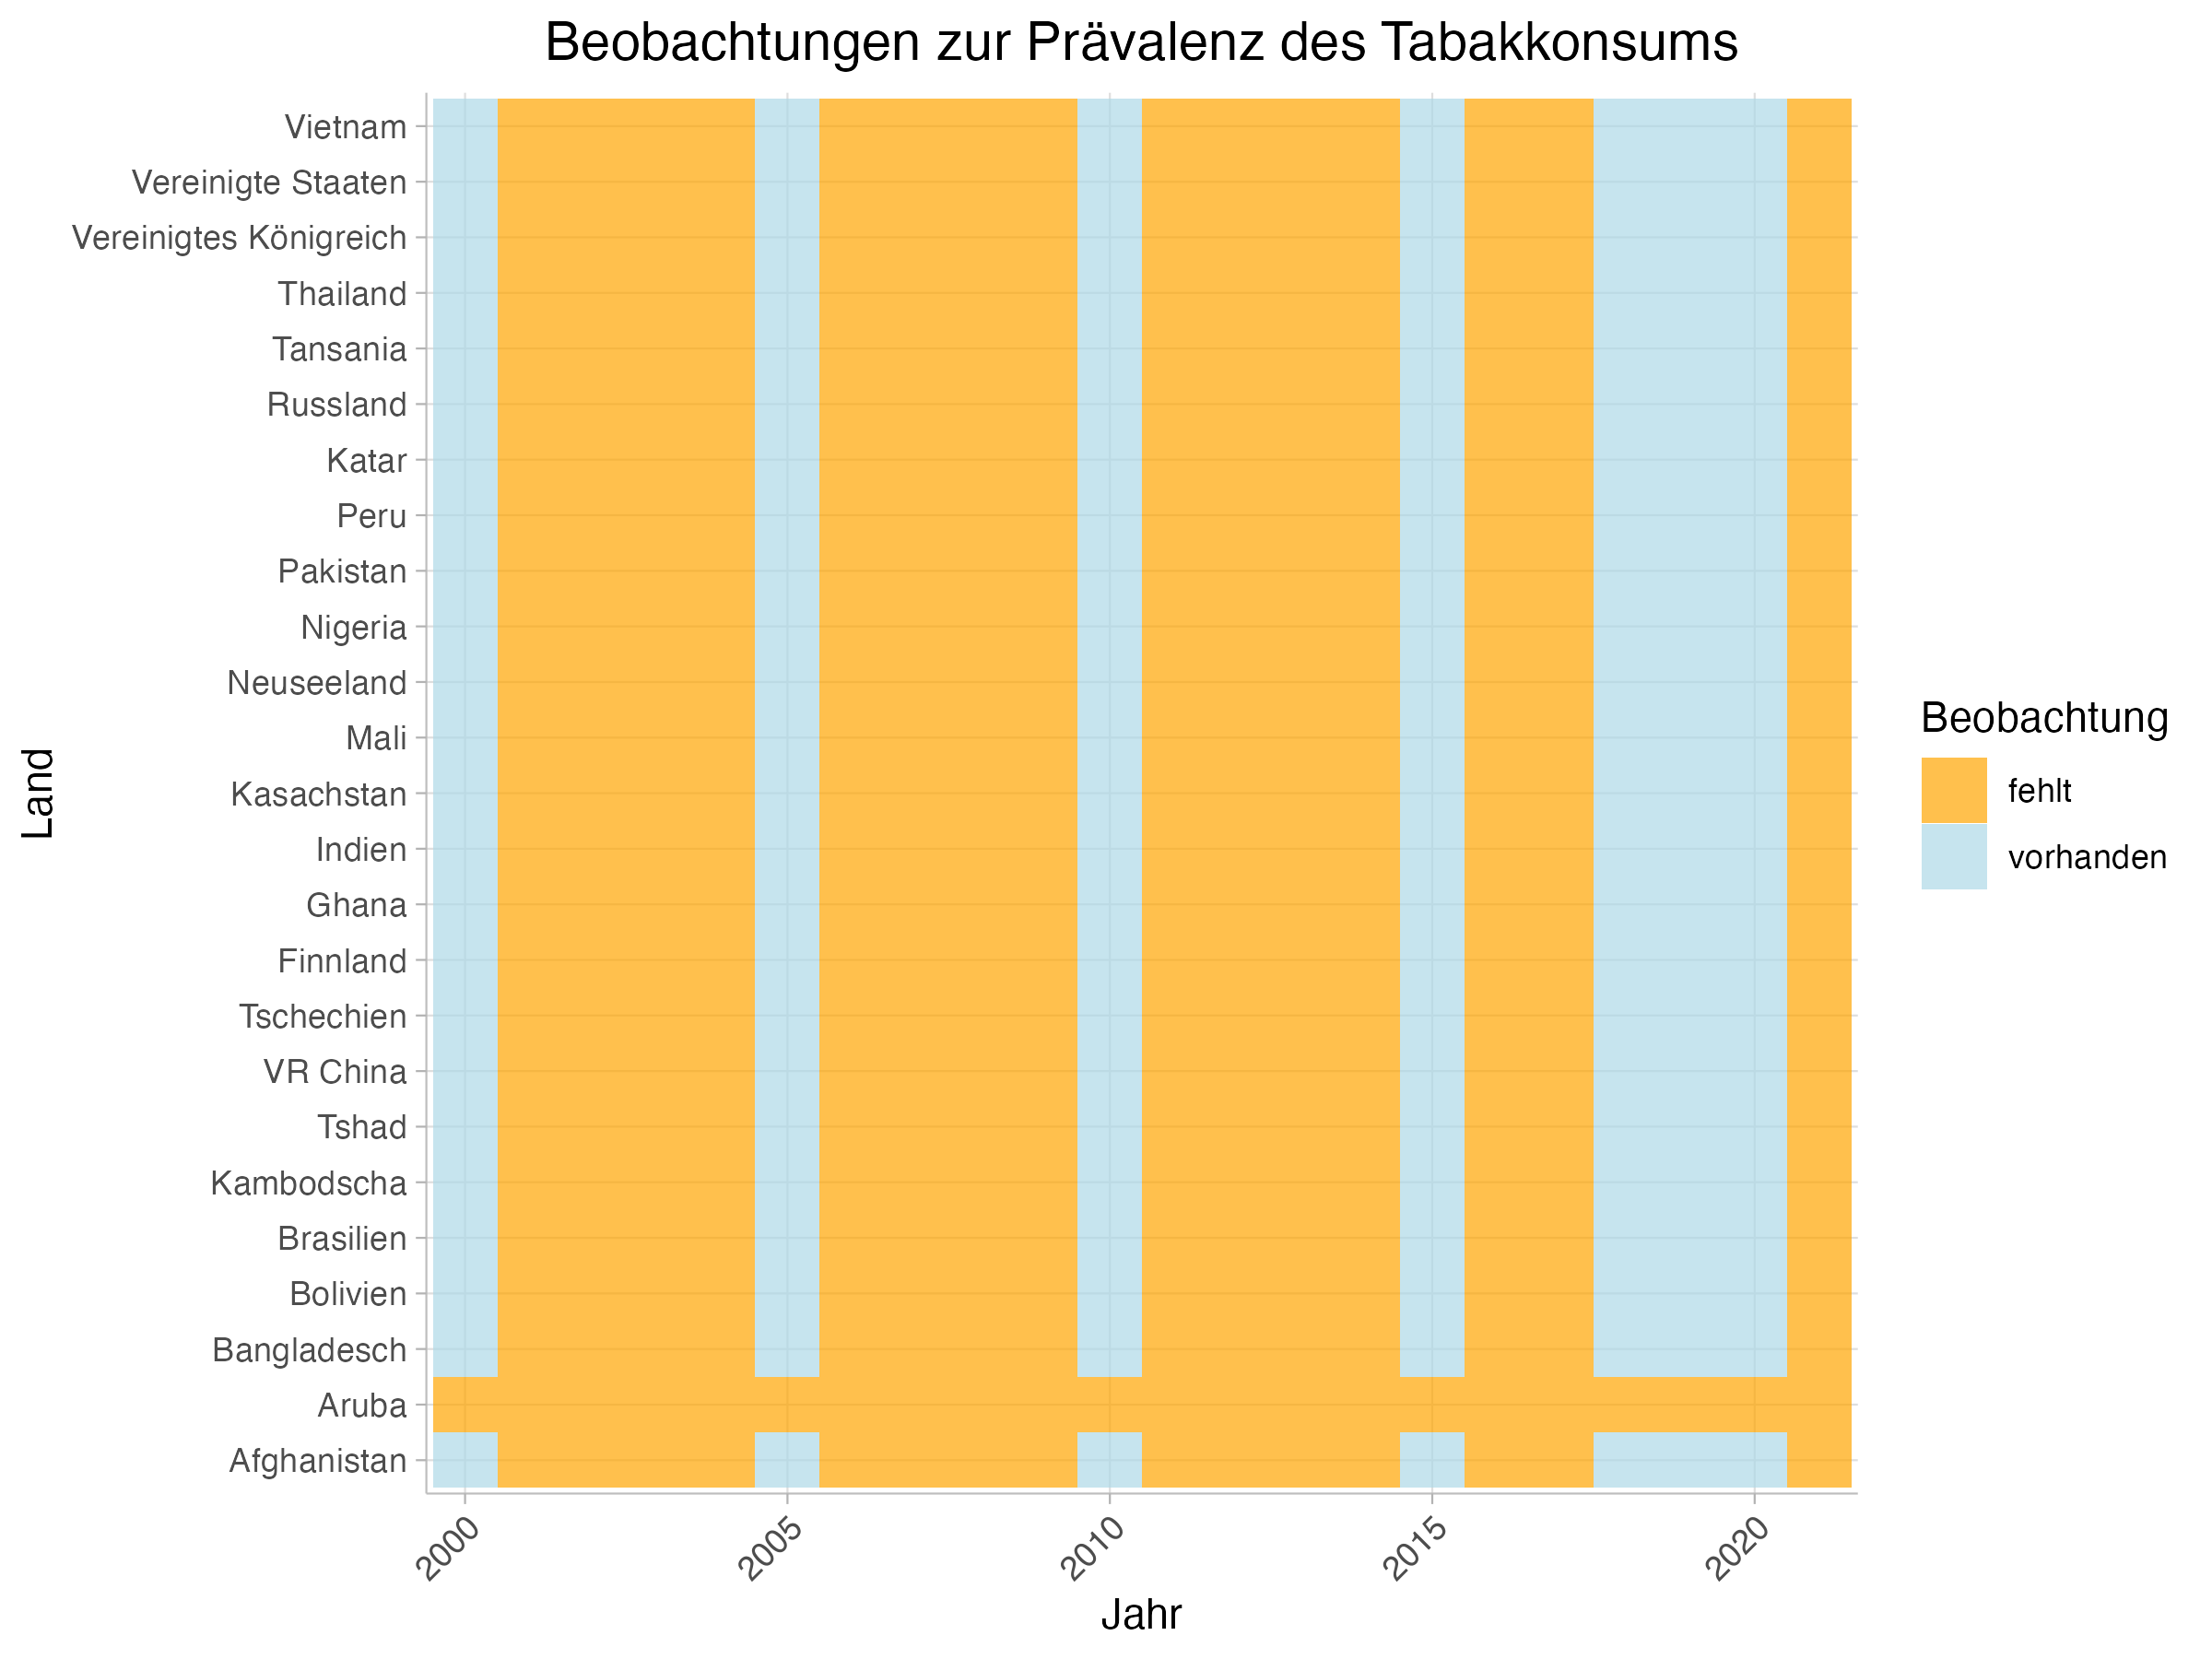 Beobachtungen zur Prävalenz des Tabakkonsums
Vietnam
Vereinigte Staaten
Vereinigtes Königreich
Thailand
Tansania
Russland
Katar
Peru
Pakistan
Nigeria
Neuseeland
Mali
Kasachstan
Indien
Ghana
Finnland
Tschechien
VR China
Tshad
Kambodscha
Brasilien
Bolivien
Bangladesch
Aruba
Afghanistan
Land
2000
2005
2010
2015
2020
Jahr
Beobachtung
fehlt
vorhanden